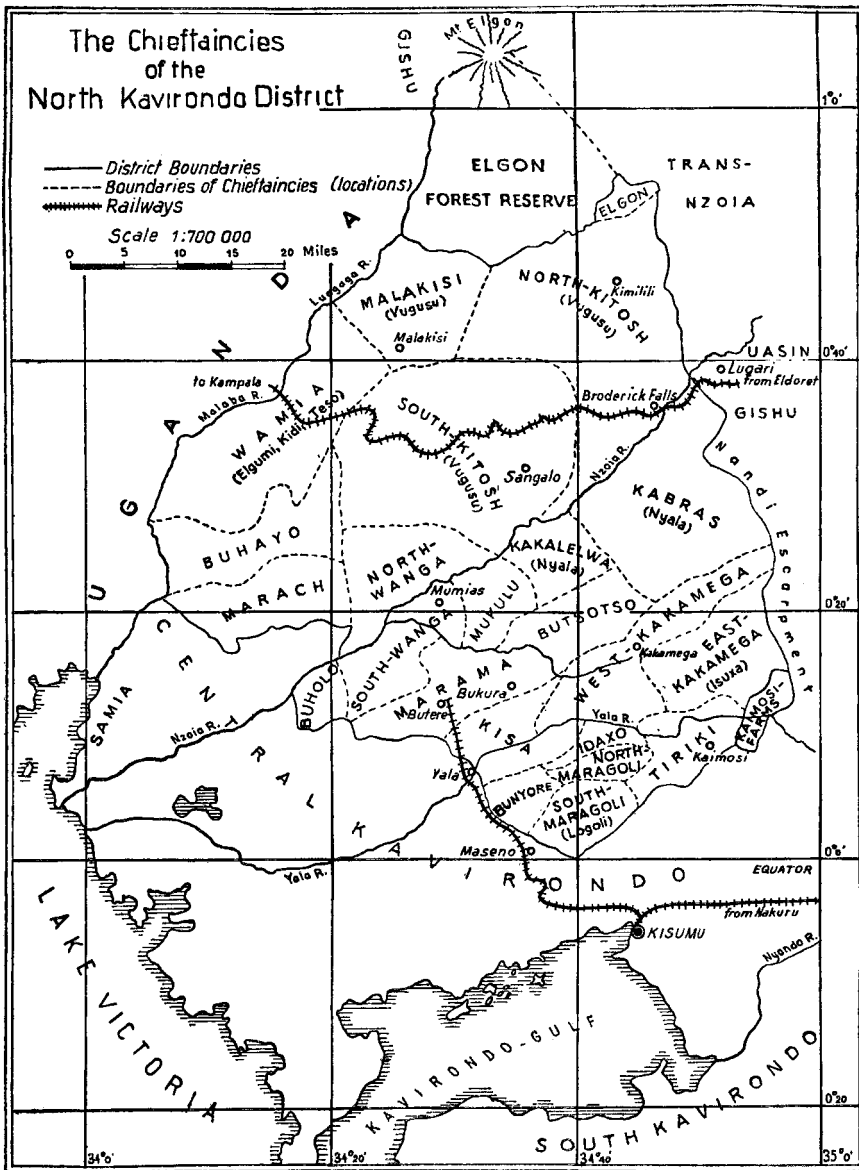 The Chieftaincies
of the
North Kavirondo District
District Boundaries
Boundaries of Chieftaincies (locations)
Railways
Scale 1:700 000
0 5 10 15 20 Miles
Mt Elgon
GISHU
1°0'
ELGON
FOREST RESERVE
TRANS-
NZOIA
ELGON
UGANDA
Lwagaga R.
MALAKISI
(Vugusu)
Malakisi
NORTH-KITOSH
(Vugusu)
Kimilili
0°40'
UASIN
GISHU
Lugari
from Eldoret
to Kampala
Malaba R.
WAMIA
(Elgumi, Kidik, Teso)
SOUTH-KITOSH
(Vugusu)
Broderick Falls
Sangalo
Nzoia R.
KABRAS
(Nyala)
Nandi Escarpment
BUHAYO
MARACH
NORTH-
WANGA
Mumias
KAKALELWA
(Nyala)
MUKULU
BUTSOTSO
0°20'
WEST-KAKAMEGA
Kakamega
EAST-
KAKAMEGA
(Isuxa)
SOUTH-WANGA
BUHOLO
MARAMA
Bukura
Butere
KISA
Yala R.
IDAXO
NORTH-
MARAGOLI
TIRIKI
Kaimosi
KAIMOSI-
FARMS
SAMIA
CENTRAL KAVIRONDO
Nzoia R.
Yala
BUNYORE
SOUTH-
MARAGOLI
(Logoli)
Maseno
Yala R.
0°0'
EQUATOR
from Nakuru
KISUMU
Nyando R.
LAKE VICTORIA
KAVIRONDO-GULF
SOUTH KAVIRONDO
0°20
34°0'
34°20
34°40
35°0'